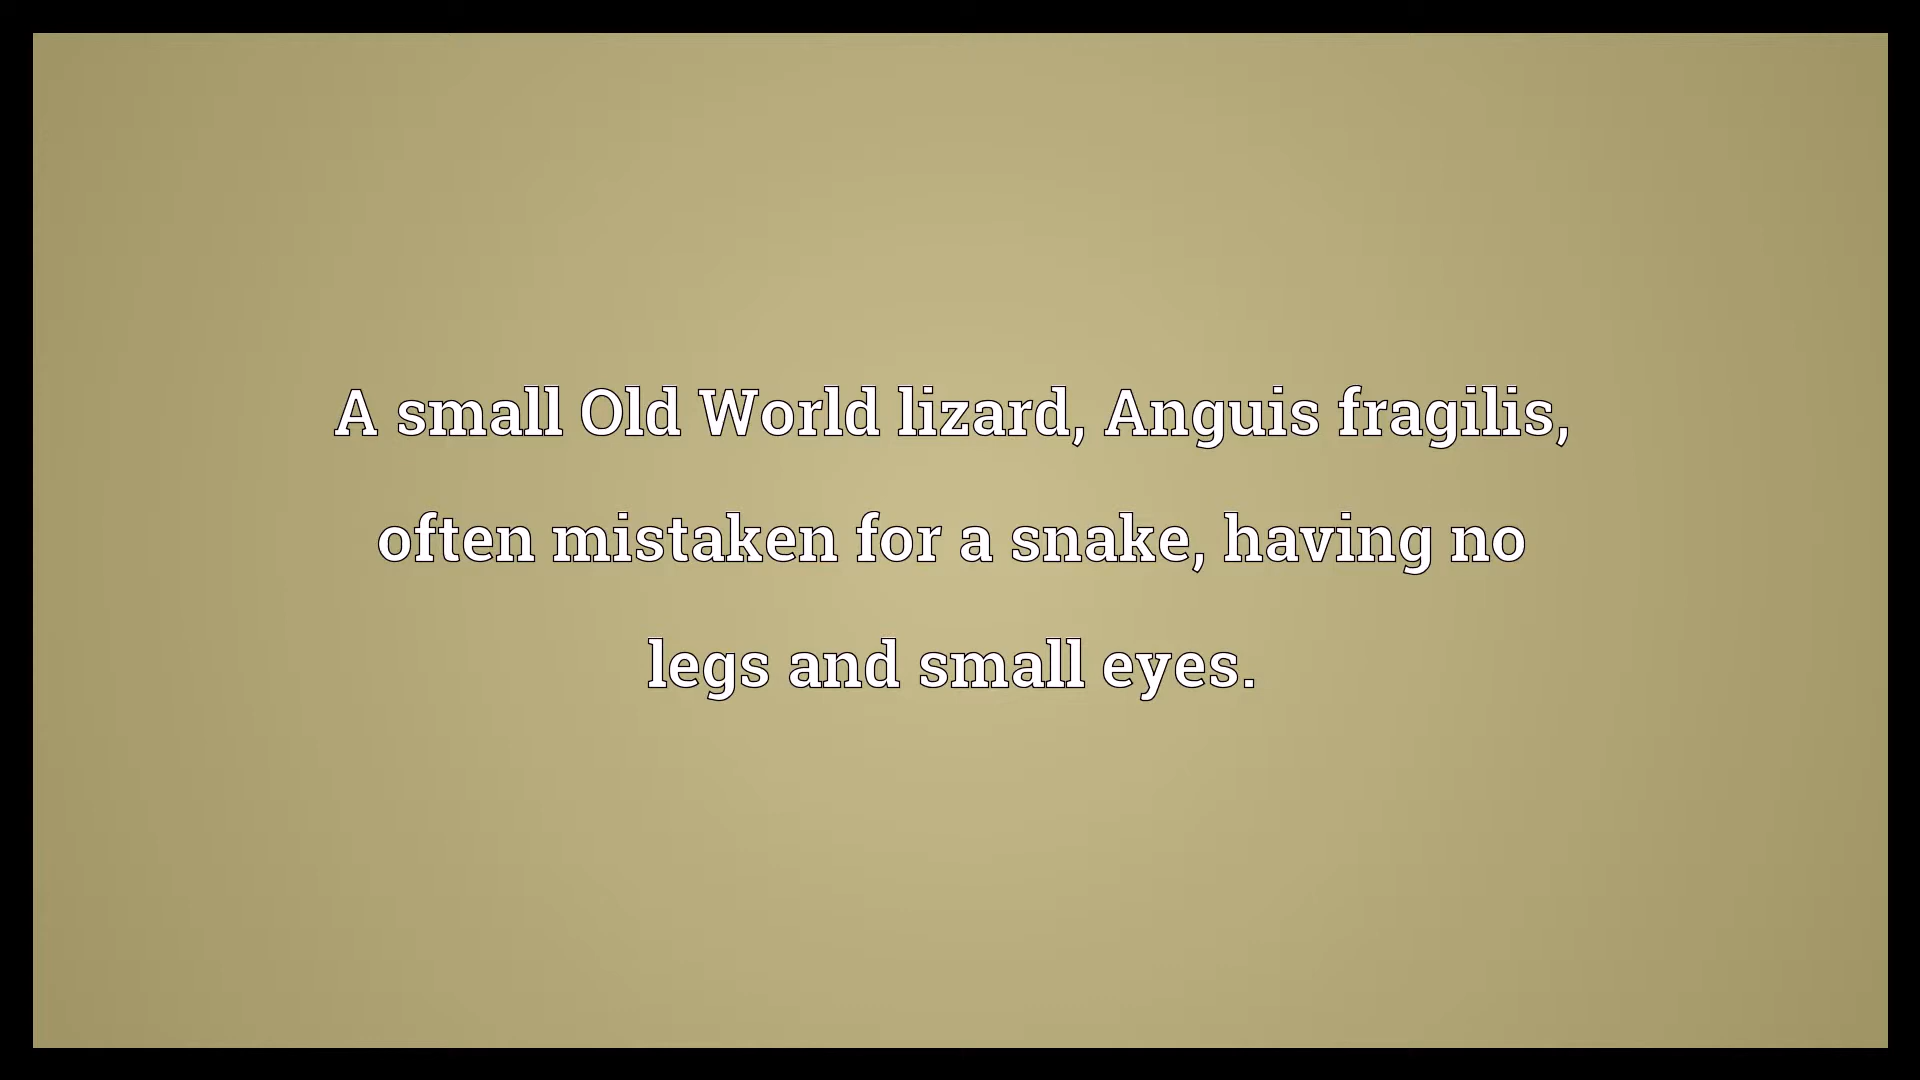 A small Old World lizard, Anguis fragilis,
often mistaken for a snake, having no
legs and small eyes.